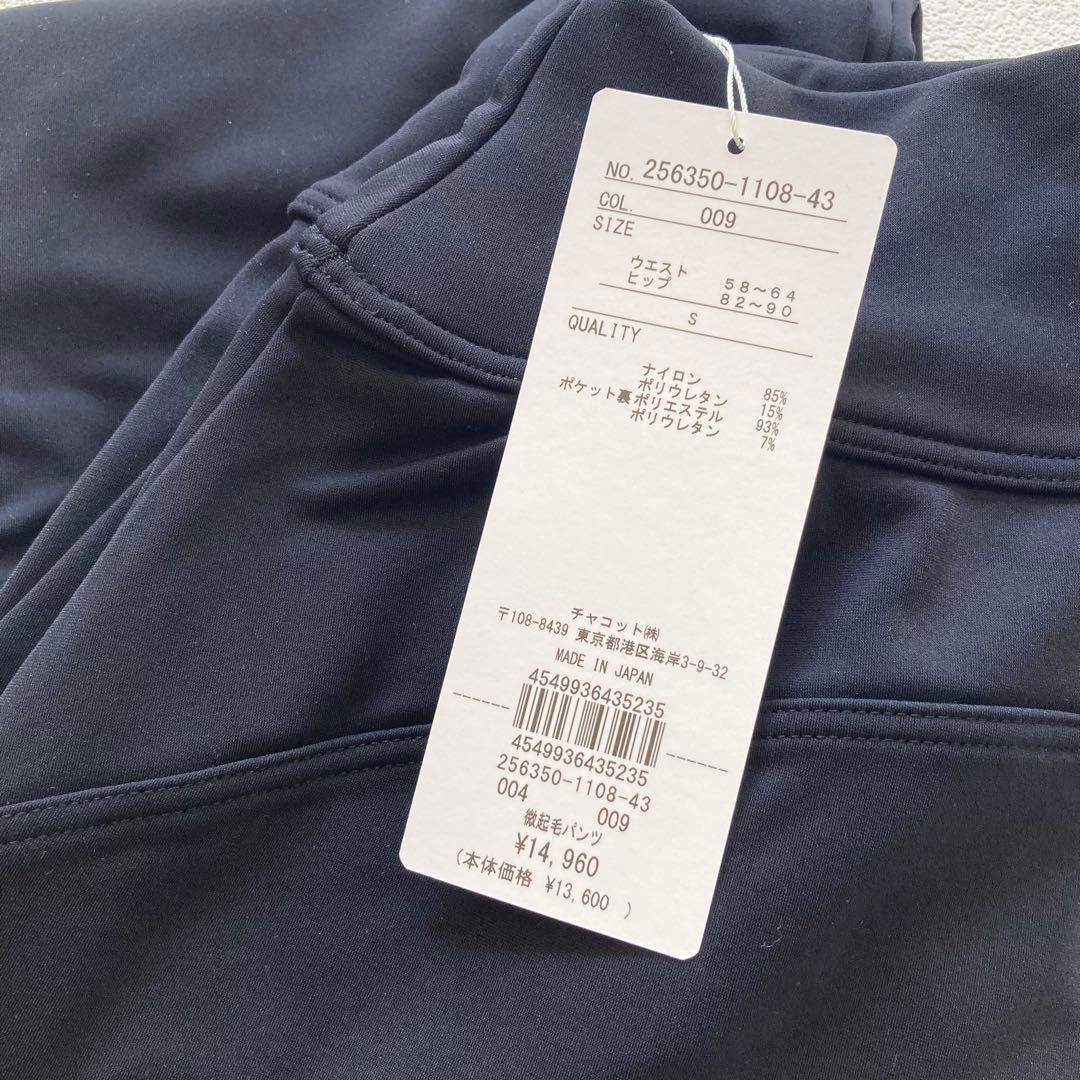 NO. 256350-1108-43
COL. 009
SIZE
ウエスト 58～64
ヒップ 82～90
S
QUALITY
ナイロン 85%
ポリウレタン 15%
ポケット裏ポリエステル 93%
ポリウレタン 7%
チャコット㈱
〒108-8439 東京都港区海岸3-9-32
MADE IN JAPAN
4549936435235
4549936435235
256350-1108-43
004 009
微起毛パンツ
¥14,960
(本体価格 ¥13,600 )